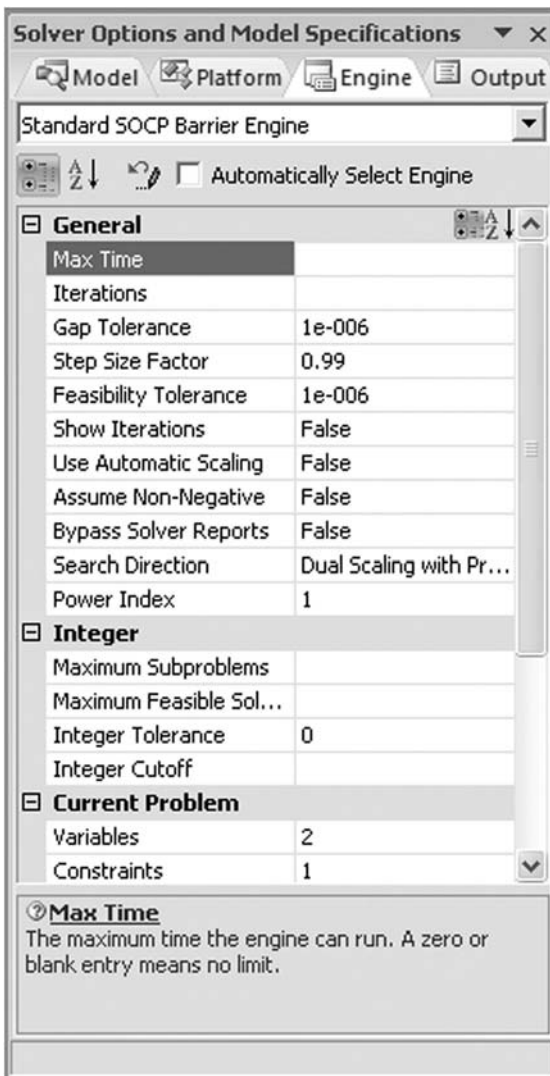 Solver Options and Model Specifications
Model Platform Engine Output
Standard SOCP Barrier Engine
Automatically Select Engine
General
Max Time
Iterations
Gap Tolerance 1e-006
Step Size Factor 0.99
Feasibility Tolerance 1e-006
Show Iterations False
Use Automatic Scaling False
Assume Non-Negative False
Bypass Solver Reports False
Search Direction Dual Scaling with Pr...
Power Index 1
Integer
Maximum Subproblems
Maximum Feasible Sol...
Integer Tolerance 0
Integer Cutoff
Current Problem
Variables 2
Constraints 1
Max Time
The maximum time the engine can run. A zero or
blank entry means no limit.